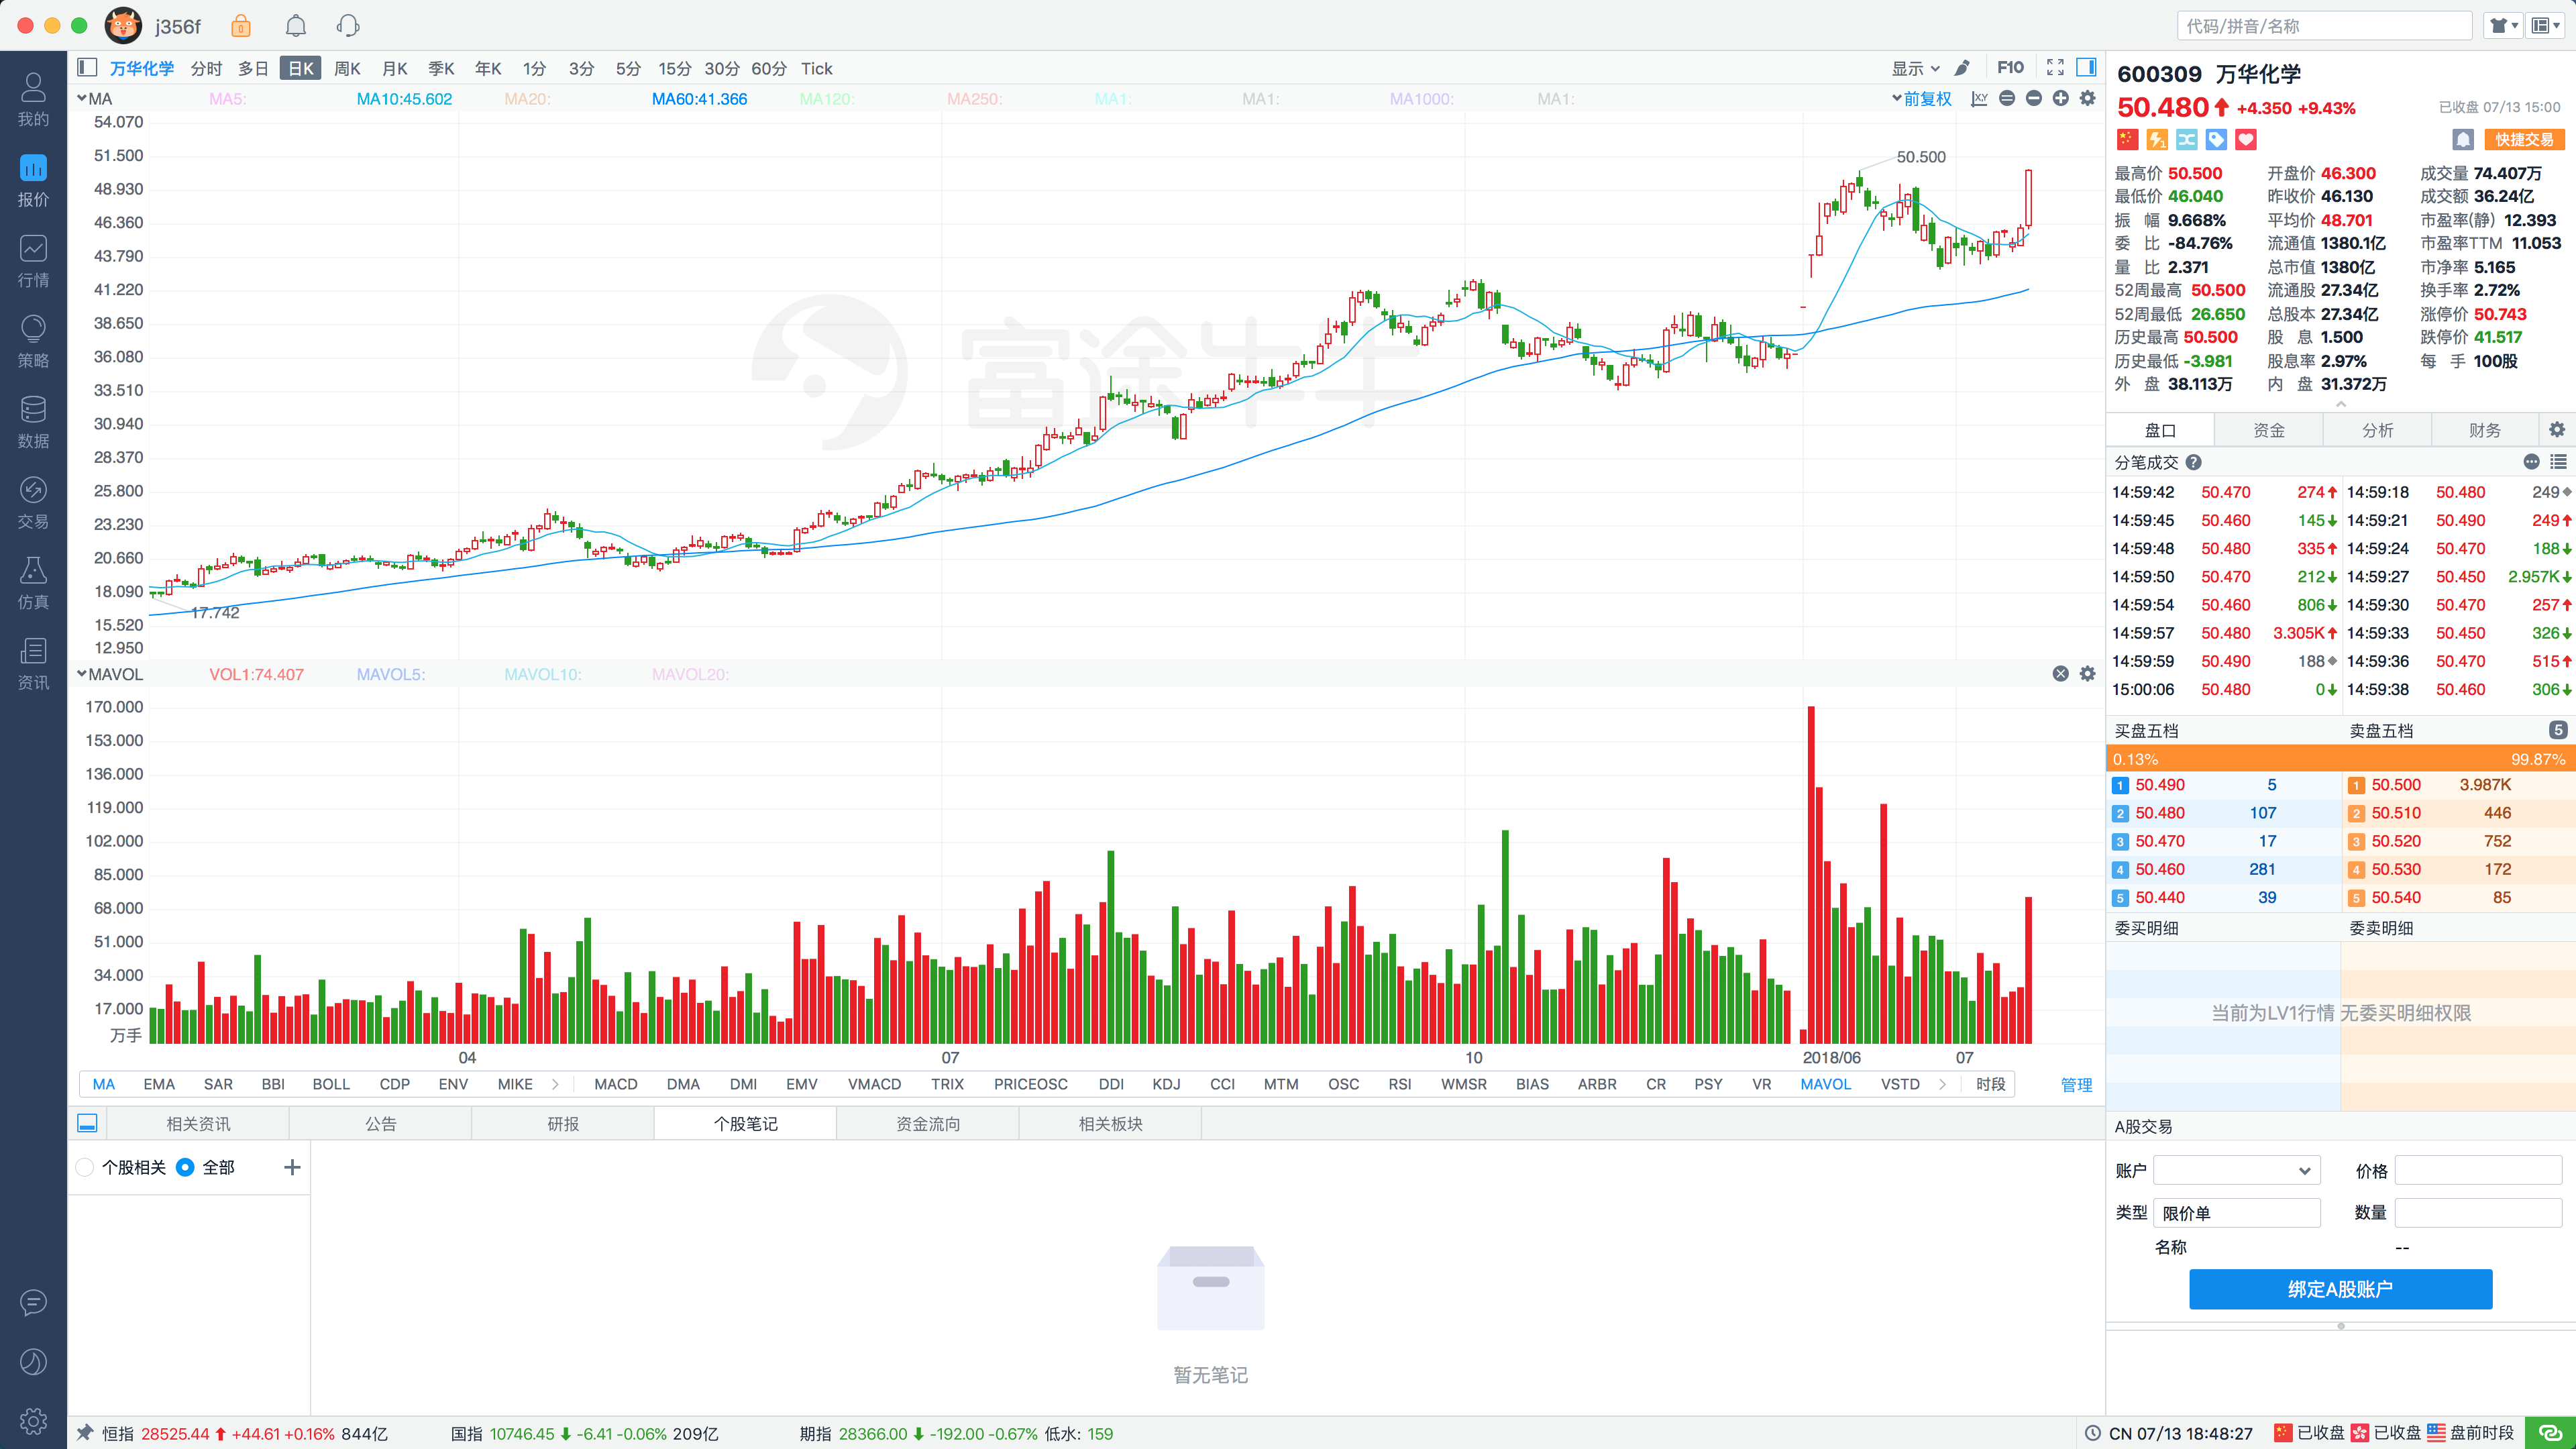 j356f
代码/拼音/名称
我的
报价
行情
策略
数据
交易
仿真
资讯
万华化学 分时 多日 日K 周K 月K 季K 年K 1分 3分 5分 15分 30分 60分 Tick
显示 F10
MA MA5: MA10:45.602 MA20: MA60:41.366 MA120: MA250: MA1: MA1: MA1000: MA1:
前复权
54.070
51.500
48.930
46.360
43.790
41.220
38.650
36.080
33.510
30.940
28.370
25.800
23.230
20.660
18.090
15.520
12.950
50.500
17.742
富途牛牛
MAVOL VOL1:74.407 MAVOL5: MAVOL10: MAVOL20:
170.000
153.000
136.000
119.000
102.000
85.000
68.000
51.000
34.000
17.000
万手
04 07 10 2018/06 07
MA EMA SAR BBI BOLL CDP ENV MIKE MACD DMA DMI EMV VMACD TRIX PRICEOSC DDI KDJ CCI MTM OSC RSI WMSR BIAS ARBR CR PSY VR MAVOL VSTD 时段 管理
相关资讯 公告 研报 个股笔记 资金流向 相关板块
个股相关 全部
暂无笔记
600309 万华化学
50.480 +4.350 +9.43% 已收盘 07/13 15:00
快捷交易
最高价 50.500 开盘价 46.300 成交量 74.407万
最低价 46.040 昨收价 46.130 成交额 36.24亿
振 幅 9.668% 平均价 48.701 市盈率(静) 12.393
委 比 -84.76% 流通值 1380.1亿 市盈率TTM 11.053
量 比 2.371 总市值 1380亿 市净率 5.165
52周最高 50.500 流通股 27.34亿 换手率 2.72%
52周最低 26.650 总股本 27.34亿 涨停价 50.743
历史最高 50.500 股 息 1.500 跌停价 41.517
历史最低 -3.981 股息率 2.97% 每 手 100股
外 盘 38.113万 内 盘 31.372万
盘口 资金 分析 财务
分笔成交
14:59:42 50.470 274 14:59:18 50.480 249
14:59:45 50.460 145 14:59:21 50.490 249
14:59:48 50.480 335 14:59:24 50.470 188
14:59:50 50.470 212 14:59:27 50.450 2.957K
14:59:54 50.460 806 14:59:30 50.470 257
14:59:57 50.480 3.305K 14:59:33 50.450 326
14:59:59 50.490 188 14:59:36 50.470 515
15:00:06 50.480 0 14:59:38 50.460 306
买盘五档 卖盘五档 5
0.13% 99.87%
1 50.490 5 1 50.500 3.987K
2 50.480 107 2 50.510 446
3 50.470 17 3 50.520 752
4 50.460 281 4 50.530 172
5 50.440 39 5 50.540 85
委买明细 委卖明细
当前为LV1行情 无委买明细权限
A股交易
账户 价格
类型 限价单 数量
名称 --
绑定A股账户
恒指 28525.44 +44.61 +0.16% 844亿 国指 10746.45 -6.41 -0.06% 209亿 期指 28366.00 -192.00 -0.67% 低水: 159
CN 07/13 18:48:27 已收盘 已收盘 盘前时段